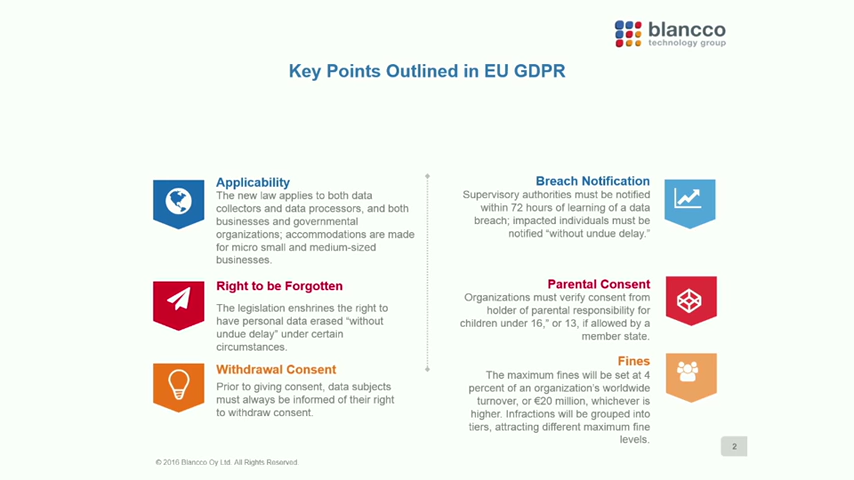 blancco
technology group
Key Points Outlined in EU GDPR
Applicability
The new law applies to both data
collectors and data processors, and both
businesses and governmental
organizations; accommodations are made
for micro small and medium-sized
businesses.
Right to be Forgotten
The legislation enshrines the right to
have personal data erased “without
undue delay” under certain
circumstances.
Withdrawal Consent
Prior to giving consent, data subjects
must always be informed of their right
to withdraw consent.
Breach Notification
Supervisory authorities must be notified
within 72 hours of learning of a data
breach; impacted individuals must be
notified “without undue delay.”
Parental Consent
Organizations must verify consent from
holder of parental responsibility for
children under 16,” or 13, if allowed by a
member state.
Fines
The maximum fines will be set at 4
percent of an organization’s worldwide
turnover, or €20 million, whichever is
higher. Infractions will be grouped into
tiers, attracting different maximum fine
levels.
2
© 2016 Blancco Oy Ltd. All Rights Reserved.